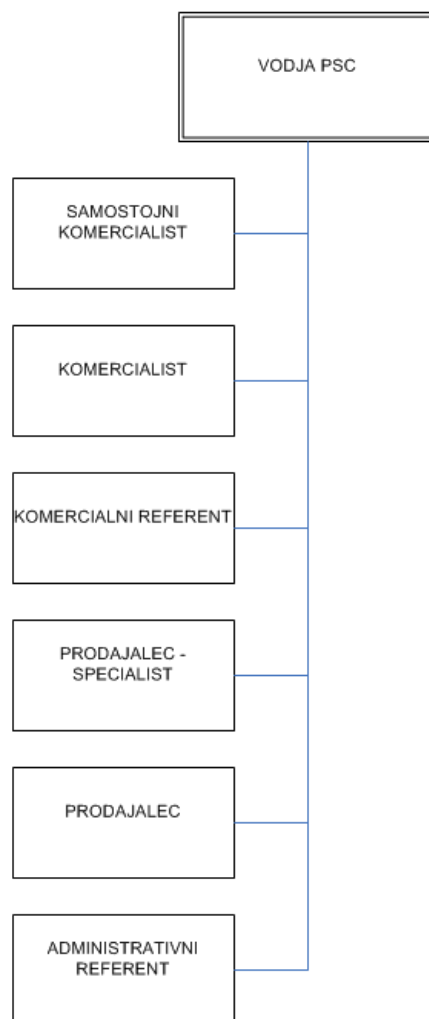 VODJA PSC
SAMOSTOJNI
KOMERCIALIST
KOMERCIALIST
KOMERCIALNI REFERENT
PRODAJALEC -
SPECIALIST
PRODAJALEC
ADMINISTRATIVNI
REFERENT